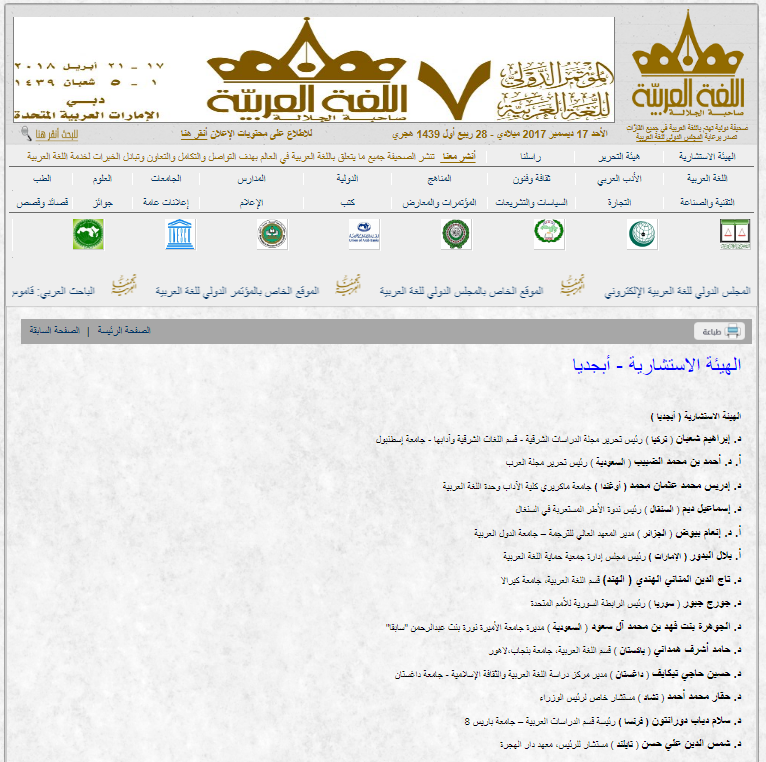 المؤتمر الدولي
للغة العربية
٧
اللغة العربية
صاحبة الجلالة
١٧ - ٢١ أبريل ٢٠١٨
١ - ٥ شعبان ١٤٣٩
دبي
الإمارات العربية المتحدة
اللغة العربية
صاحبة الجلالة
صحيفة دولية تهتم باللغة العربية في جميع القارات
تصدر برعاية المجلس الدولي للغة العربية
الأحد 17 ديسمبر 2017 ميلادي - 28 ربيع أول 1439 هجري
للاطلاع على محتويات الإعلان أنقر هنا
للبحث أنقر هنا
الهيئة الاستشارية هيئة التحرير راسلنا أنشر معنا تنشر الصحيفة جميع ما يتعلق باللغة العربية في العالم بهدف التواصل والتكامل والتعاون وتبادل الخبرات لخدمة اللغة العربية
اللغة العربية الأدب العربي ثقافة وفنون المناهج الدولية المدارس الجامعات العلوم الطب
التقنية والصناعة التجارة السياسات والتشريعات المؤتمرات والمعارض كتب الإعلام إعلانات عامة جوائز قصائد وقصص
المجلس الدولي للغة العربية الإلكتروني الموقع الخاص بالمجلس الدولي للغة العربية الموقع الخاص بالمؤتمر الدولي للغة العربية الباحث العربي: قاموس
طباعة
الصفحة الرئيسة | الصفحة السابقة
الهيئة الاستشارية - أبجديا
الهيئة الاستشارية ( أبجديا )
د. إبراهيم شعبان ( تركيا ) رئيس تحرير مجلة الدراسات الشرقية - قسم اللغات الشرقية وأدابها - جامعة إسطنبول
أ. د. أحمد بن محمد الضبيب ( السعودية ) رئيس تحرير مجلة العرب
د. إدريس محمد عثمان محمد ( أوغندا ) جامعة ماكريري كلية الأداب وحدة اللغة العربية
د. إسماعيل ديم ( السنغال ) رئيس ندوة الأطر المستعربة في السنغال
أ. د. إنعام بيوض ( الجزائر ) مدير المعهد العالي للترجمة – جامعة الدول العربية
أ. بلال البدور ( الإمارات ) رئيس مجلس إدارة جمعية حماية اللغة العربية
د. تاج الدين المناني الهندي ( الهند) قسم اللغة العربية، جامعة كيرالا
د. جورج جبور ( سوريا ) رئيس الرابطة السورية للأمم المتحدة
د. الجوهرة بنت فهد بن محمد آل سعود ( السعودية ) مديرة جامعة الأميرة نورة بنت عبدالرحمن "سابقا"
د. حامد أشرف همداني ( باكستان ) قسم اللغة العربية، جامعة بنجاب،لاهور
د. حسين حاجي تيكايف ( داغستان ) مدير مركز دراسة اللغة العربية والثقافة الإسلامية - جامعة داغستان
د. حقار محمد أحمد ( تشاد ) مستشار خاص لرئيس الوزراء
د. سلام دياب دورانتون ( فرنسا ) رئيسة قسم الدراسات العربية – جامعة باريس 8
د. شمس الدين علي حسن ( تايلند ) مستشار للرئيس، معهد دار الهجرة